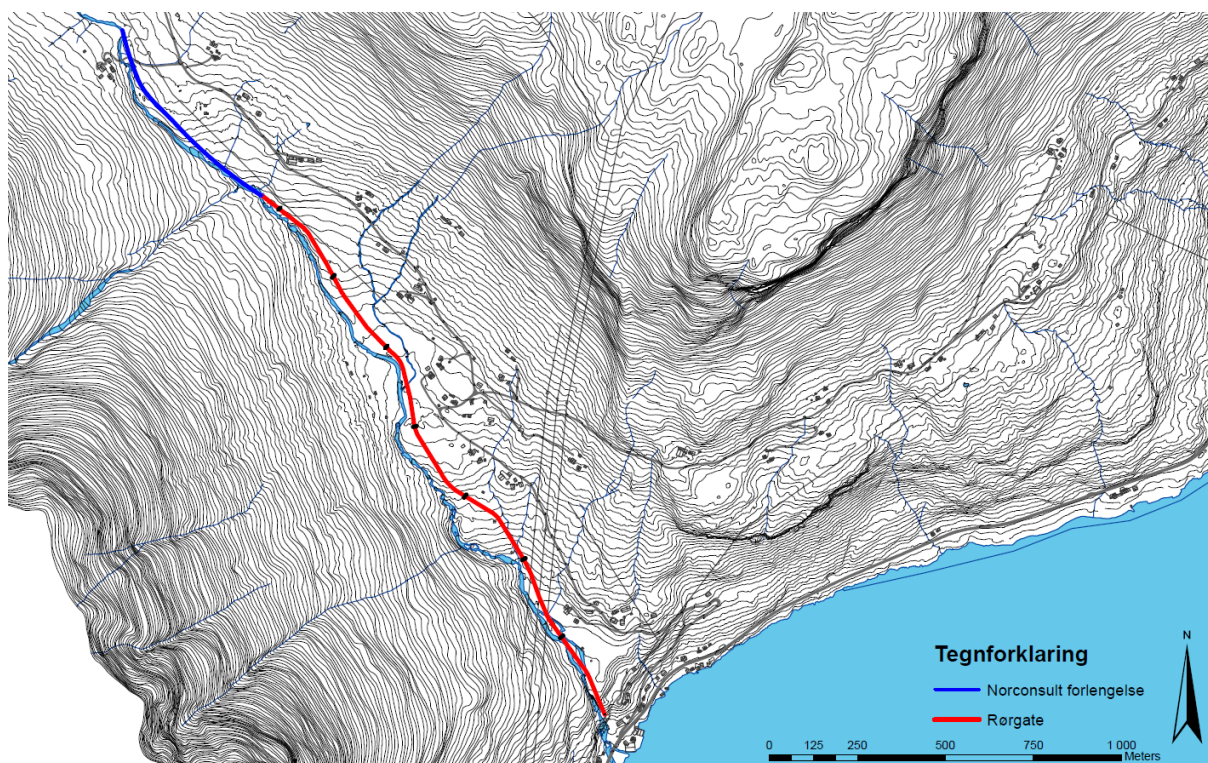 Tegnforklaring
Norconsult forlengelse
Rørgate
N
0 125 250 500 750 1 000
Meters